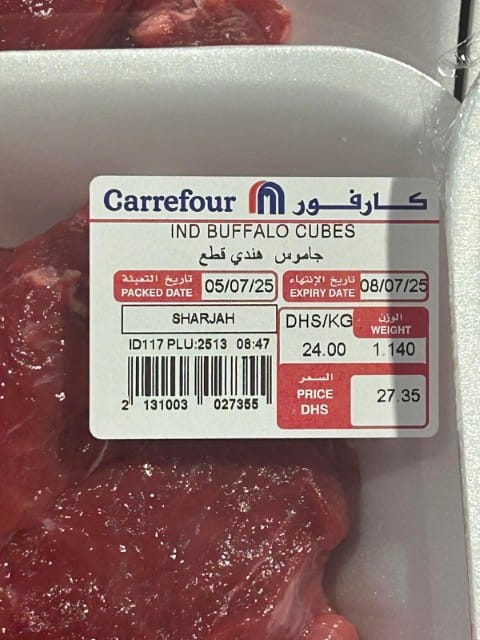 Carrefour كارفور
IND BUFFALO CUBES
جاموس هندي قطع
تاريخ التعبئة
PACKED DATE 05/07/25
تاريخ الإنتهاء
EXPIRY DATE 08/07/25
SHARJAH
ID117 PLU:2513 08:47
2 131003 027355
DHS/KG
24.00
الوزن
WEIGHT
1.140
السعر
PRICE
DHS
27.35